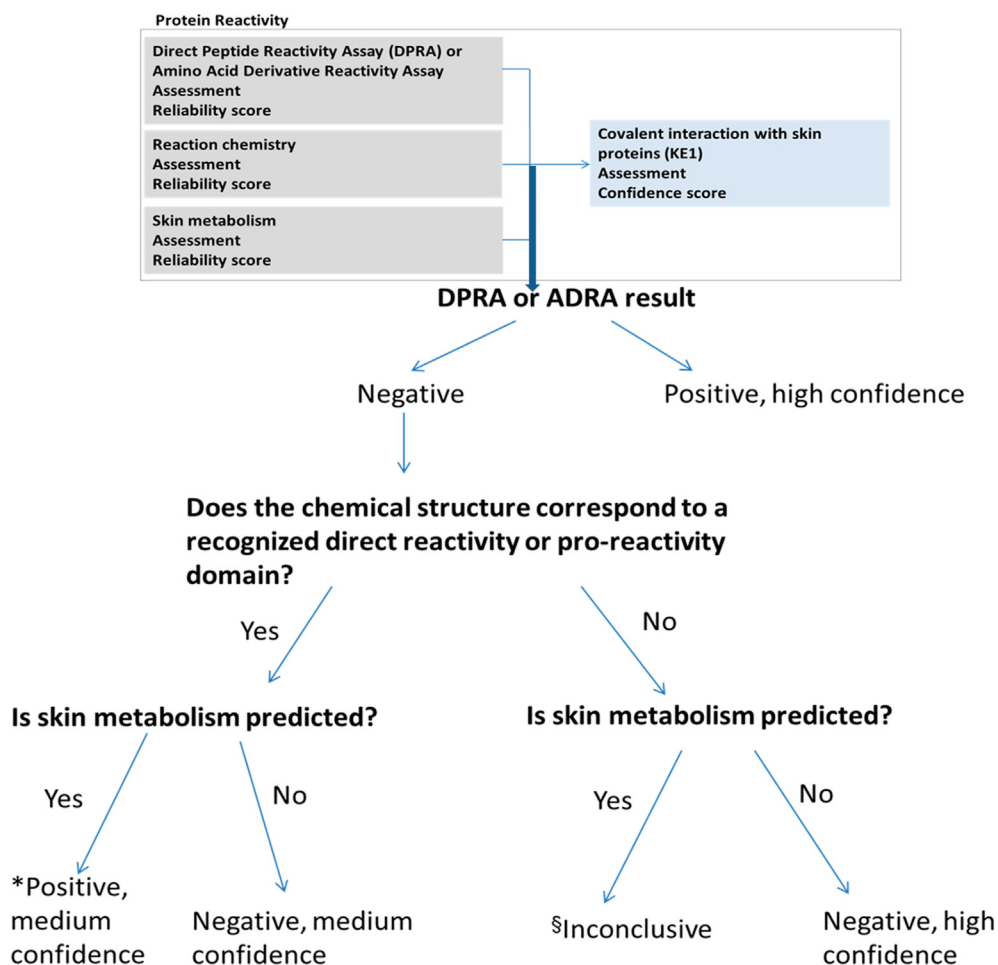 Protein Reactivity
Direct Peptide Reactivity Assay (DPRA) or
Amino Acid Derivative Reactivity Assay
Assessment
Reliability score
Reaction chemistry
Assessment
Reliability score
Skin metabolism
Assessment
Reliability score
Covalent interaction with skin
proteins (KE1)
Assessment
Confidence score
DPRA or ADRA result
Negative
Positive, high confidence
Does the chemical structure correspond to a
recognized direct reactivity or pro-reactivity
domain?
Yes
No
Is skin metabolism predicted?
Is skin metabolism predicted?
Yes
No
Yes
No
*Positive,
medium
confidence
Negative, medium
confidence
§Inconclusive
Negative, high
confidence